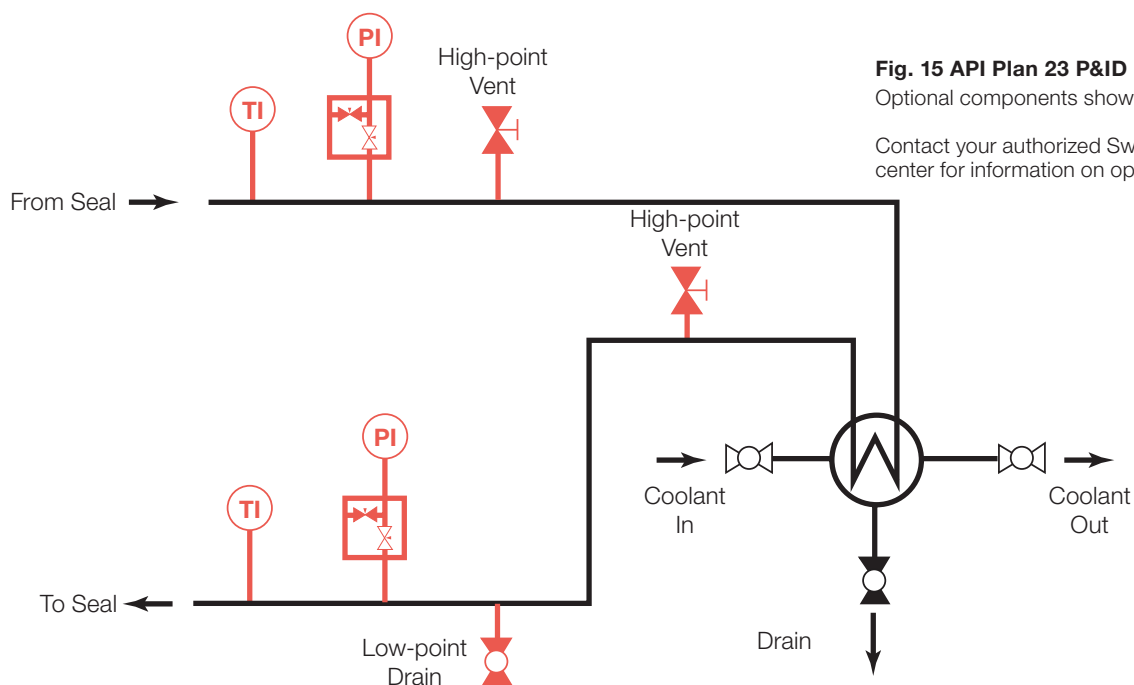 PI
High-point
Vent
Fig. 15 API Plan 23 P&ID
Optional components show
TI
Contact your authorized Sw
center for information on op
From Seal
High-point
Vent
PI
TI
Coolant
In
Coolant
Out
To Seal
Low-point
Drain
Drain